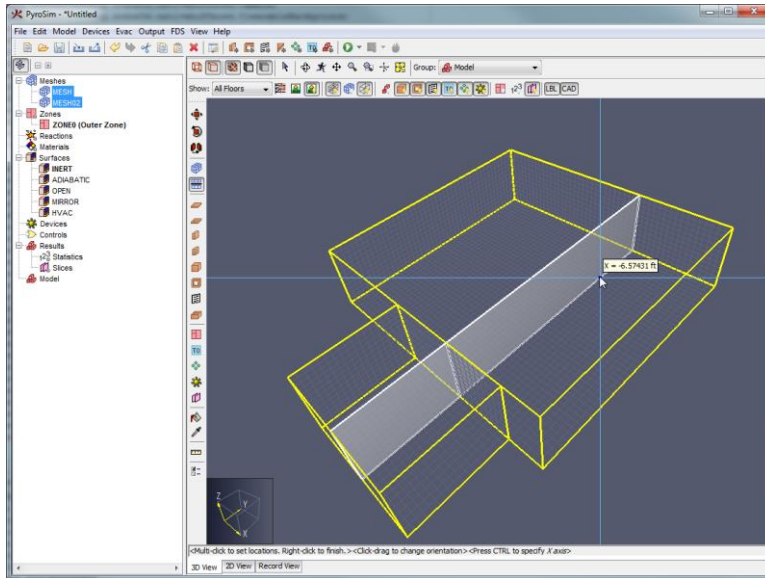 PyroSim - *Untitled
File Edit Model Devices Evac Output FDS View Help
Group: Model
Show: All Floors
LBL CAD
Meshes
MESH
MESH02
Zones
ZONE0 (Outer Zone)
Reactions
Materials
Surfaces
INERT
ADIABATIC
OPEN
MIRROR
HVAC
Devices
Controls
Results
Statistics
Slices
Model
X = -6.57431 ft
Z
Y
X
<Multi-click to set locations. Right-click to finish.><Click-drag to change orientation><Press CTRL to specify X axis>
3D View 2D View Record View